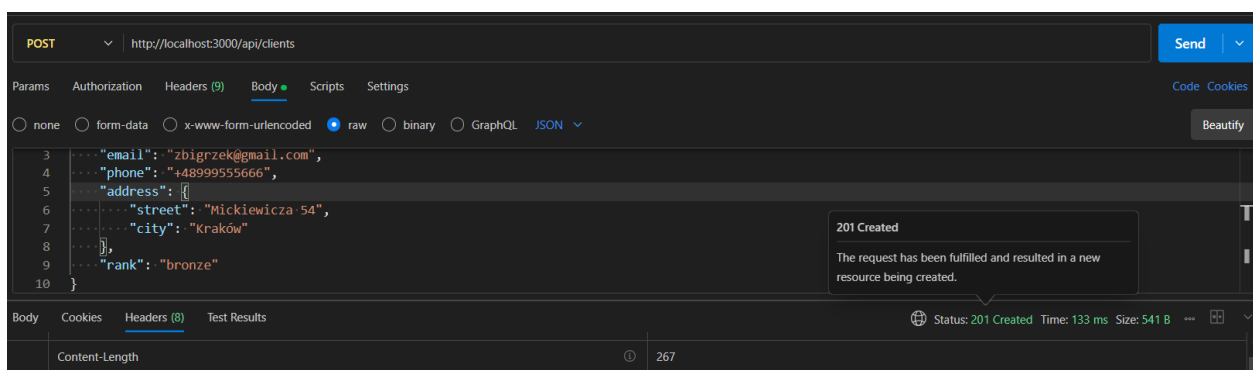 POST http://localhost:3000/api/clients Send
Params Authorization Headers (9) Body Scripts Settings Code Cookies
none form-data x-www-form-urlencoded raw binary GraphQL JSON Beautify
3 "email": "zbigrzek@gmail.com",
4 "phone": "+48999555666",
5 "address": {
6 "street": "Mickiewicza 54",
7 "city": "Kraków"
8 },
9 "rank": "bronze"
10 }
201 Created
The request has been fulfilled and resulted in a new
resource being created.
Body Cookies Headers (8) Test Results Status: 201 Created Time: 133 ms Size: 541 B
Content-Length 267